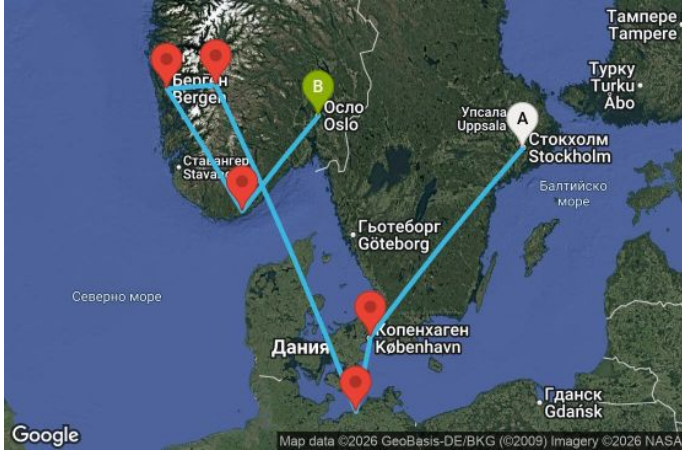 Тампере
Tampere
Берген
Bergen
B
Осло
Oslo
A
Упсала
Uppsala
Турку
Turku
Åbo
Стокхолм
Stockholm
Ставангер
Балтийско
море
Гьотеборг
Göteborg
Северно море
Копенхаген
København
Дания
Гданск
Gdańsk
Google
Map data ©2026 GeoBasis-DE/BKG (©2009) Imagery ©2026 NASA